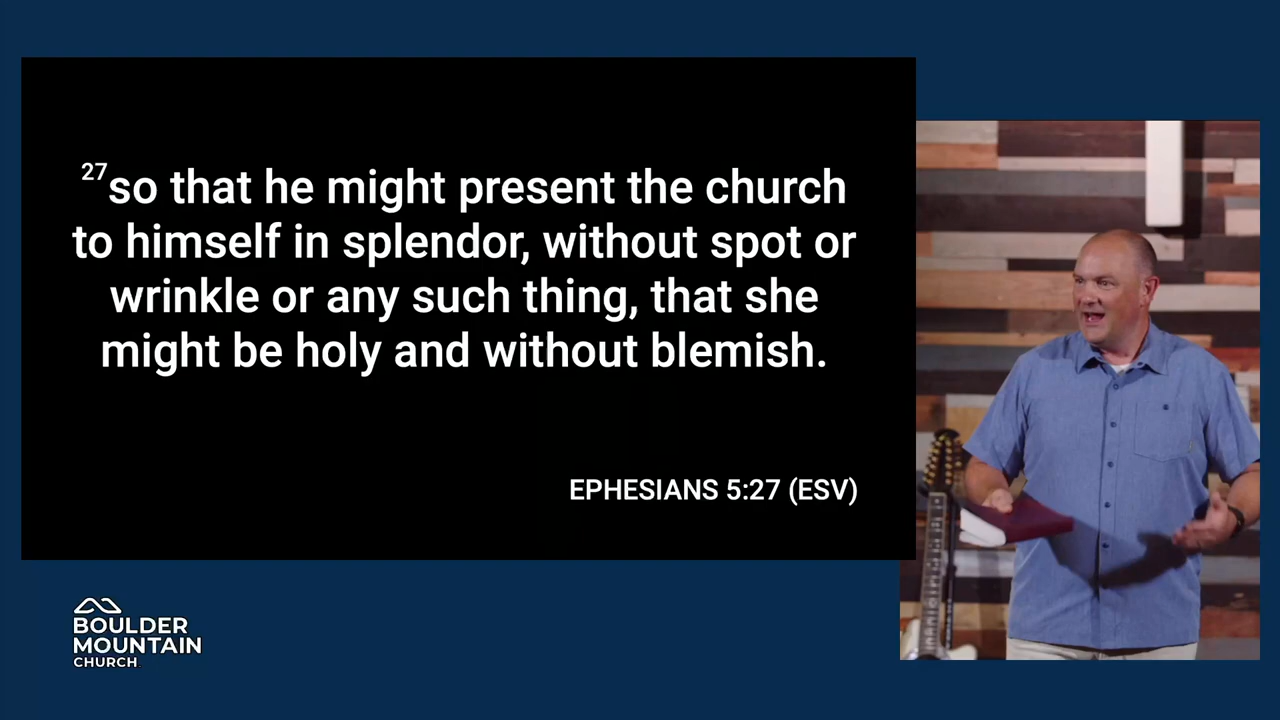 27so that he might present the church
to himself in splendor, without spot or
wrinkle or any such thing, that she
might be holy and without blemish.
EPHESIANS 5:27 (ESV)
BOULDER
MOUNTAIN
CHURCH